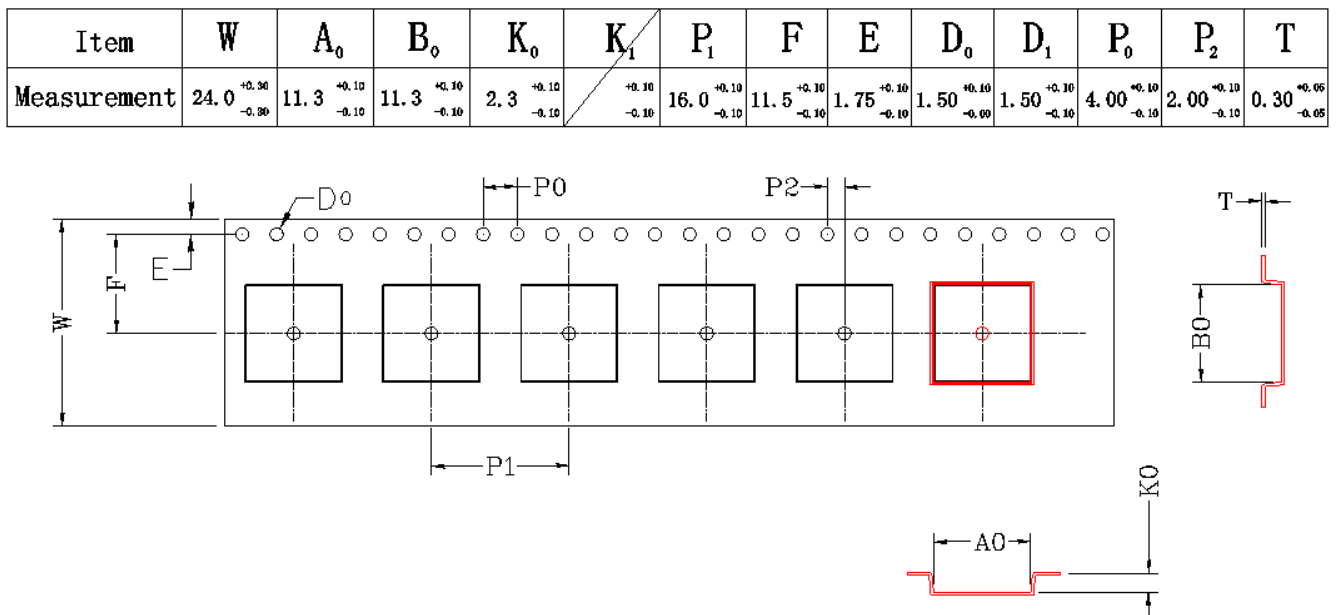 Item W A₀ B₀ K₀ K₁ P₁ F E D₀ D₁ P₀ P₂ T
Measurement 24.0 +0.30 -0.30 11.3 +0.10 -0.10 11.3 +0.10 -0.10 2.3 +0.10 -0.10 +0.10 -0.10 16.0 +0.10 -0.10 11.5 +0.10 -0.10 1.75 +0.10 -0.10 1.50 +0.10 -0.00 1.50 +0.10 -0.10 4.00 +0.10 -0.10 2.00 +0.10 -0.10 0.30 +0.05 -0.05
D0 P0 P2 T
E
F
W
B0
P1
K0
A0